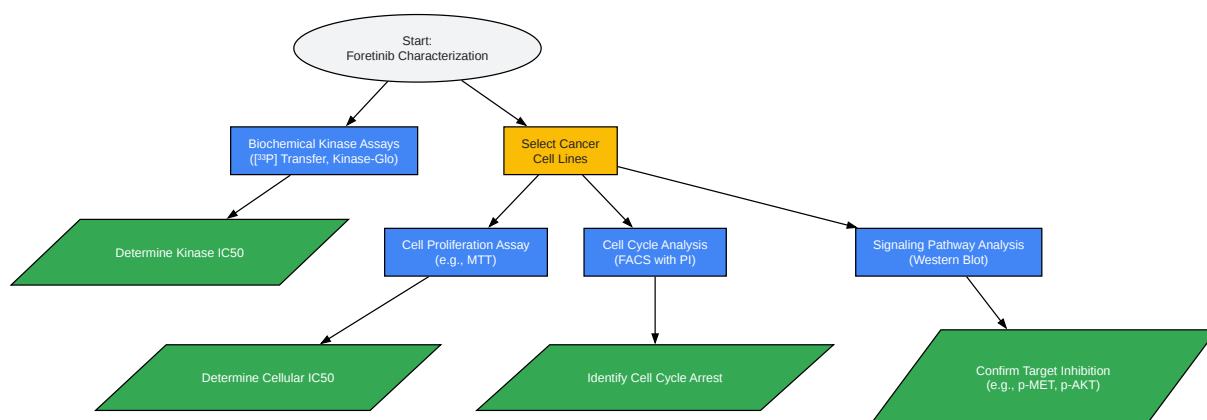 Start:
Foretinib Characterization
Biochemical Kinase Assays
([³³P] Transfer, Kinase-Glo)
Select Cancer
Cell Lines
Determine Kinase IC50
Cell Proliferation Assay
(e.g., MTT)
Cell Cycle Analysis
(FACS with PI)
Signaling Pathway Analysis
(Western Blot)
Determine Cellular IC50
Identify Cell Cycle Arrest
Confirm Target Inhibition
(e.g., p-MET, p-AKT)